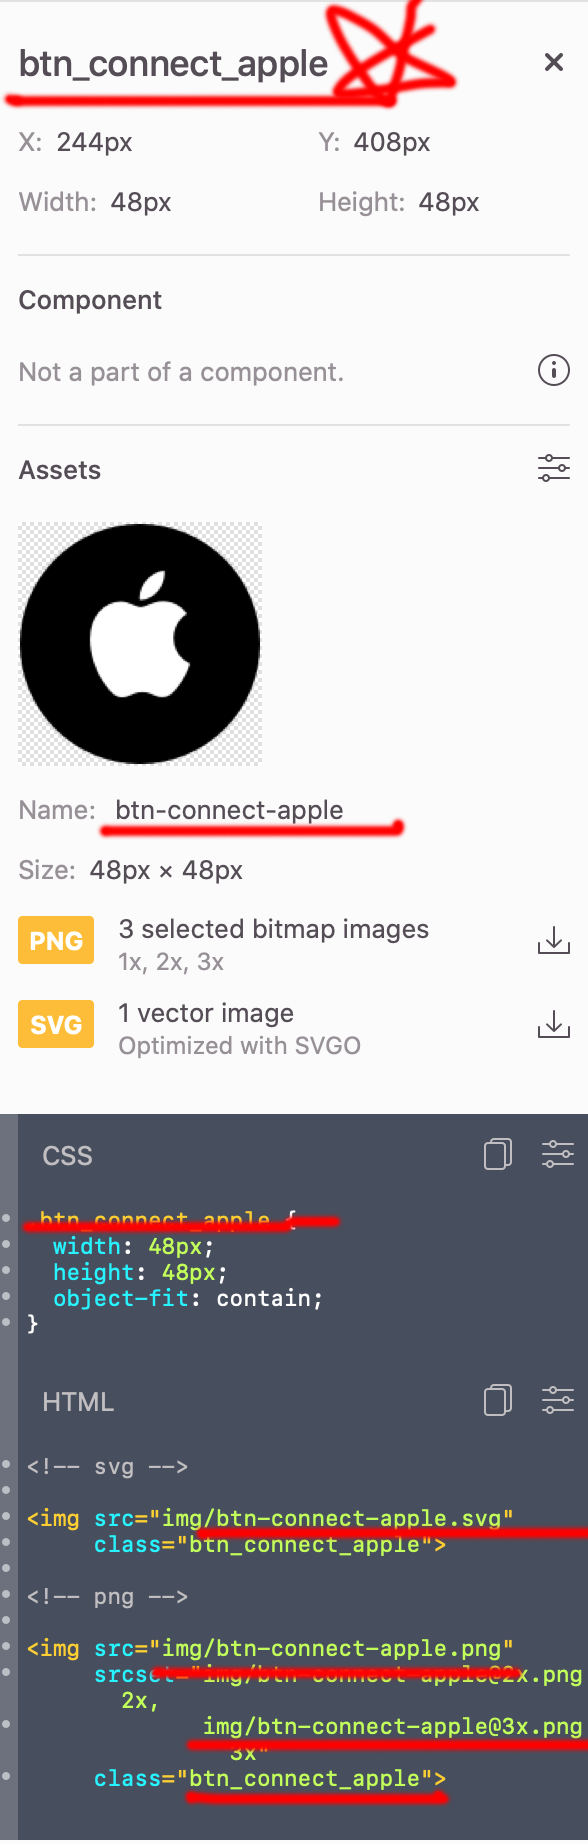 btn_connect_apple
X: 244px Y: 408px
Width: 48px Height: 48px
Component
Not a part of a component.
Assets
Name: btn-connect-apple
Size: 48px × 48px
PNG 3 selected bitmap images
1x, 2x, 3x
SVG 1 vector image
Optimized with SVGO
CSS
.btn_connect_apple {
width: 48px;
height: 48px;
object-fit: contain;
}
HTML
<!-- svg -->
<img src="img/btn-connect-apple.svg"
class="btn_connect_apple">
<!-- png -->
<img src="img/btn-connect-apple.png"
srcset="img/btn-connect-apple@2x.png
2x,
img/btn-connect-apple@3x.png
3x"
class="btn_connect_apple">